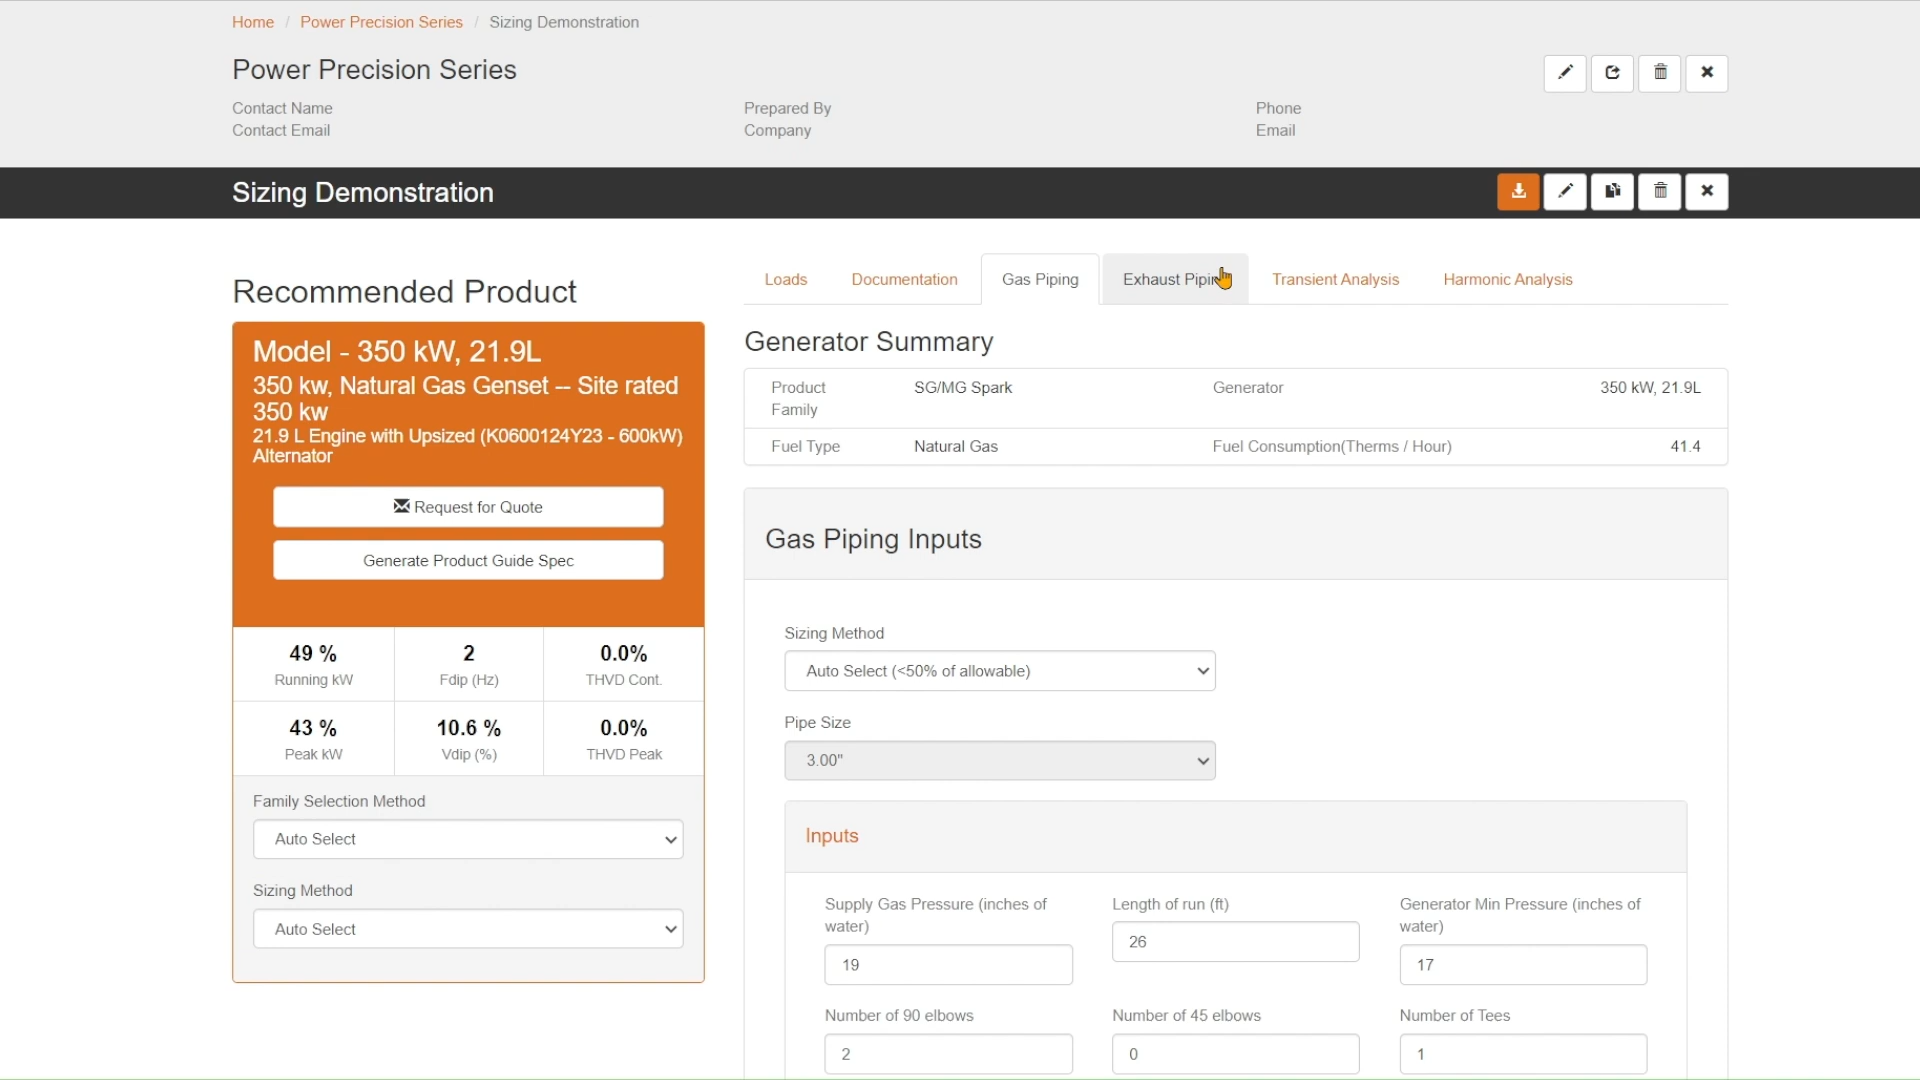 Home / Power Precision Series / Sizing Demonstration
Power Precision Series
Contact Name
Contact Email
Prepared By
Company
Phone
Email
Sizing Demonstration
Recommended Product
Model - 350 kW, 21.9L
350 kw, Natural Gas Genset -- Site rated
350 kw
21.9 L Engine with Upsized (K0600124Y23 - 600kW)
Alternator
Request for Quote
Generate Product Guide Spec
49 %
Running kW
2
Fdip (Hz)
0.0%
THVD Cont.
43 %
Peak kW
10.6 %
Vdip (%)
0.0%
THVD Peak
Family Selection Method
Auto Select
Sizing Method
Auto Select
Loads
Documentation
Gas Piping
Exhaust Piping
Transient Analysis
Harmonic Analysis
Generator Summary
Product
Family
SG/MG Spark
Generator
350 kW, 21.9L
Fuel Type
Natural Gas
Fuel Consumption(Therms / Hour)
41.4
Gas Piping Inputs
Sizing Method
Auto Select (<50% of allowable)
Pipe Size
3.00"
Inputs
Supply Gas Pressure (inches of
water)
19
Length of run (ft)
26
Generator Min Pressure (inches of
water)
17
Number of 90 elbows
2
Number of 45 elbows
0
Number of Tees
1